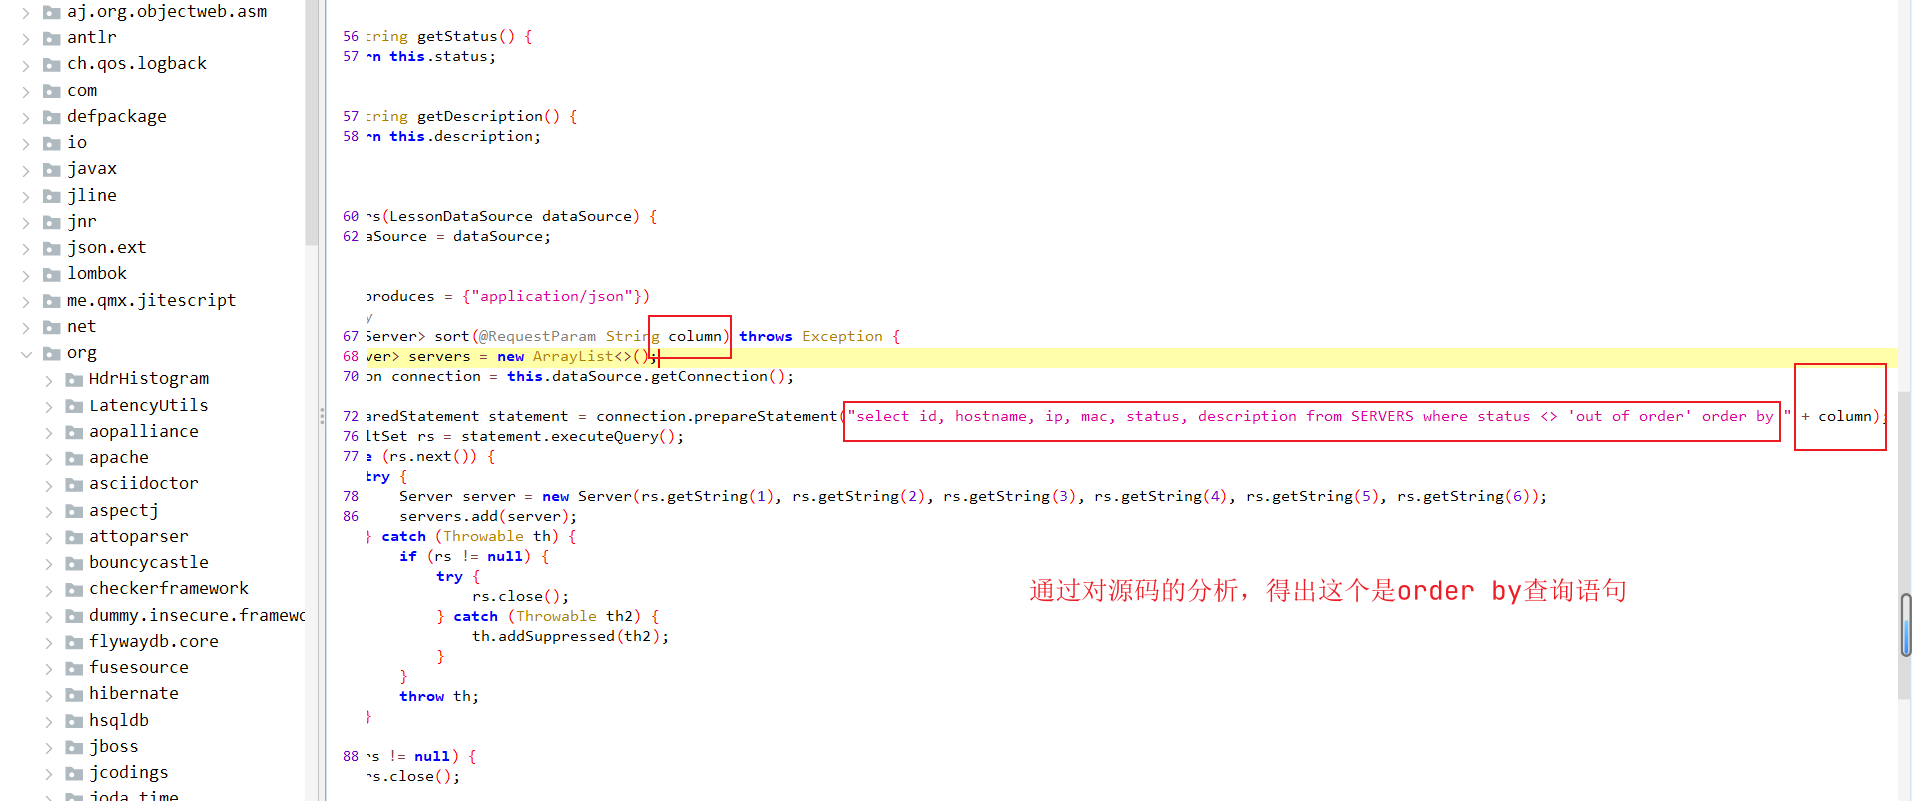 aj.org.objectweb.asm
antlr
ch.qos.logback
com
defpackage
io
javax
jline
jnr
json.ext
lombok
me.qmx.jitescript
net
org
HdrHistogram
LatencyUtils
aopalliance
apache
asciidoctor
aspectj
attoparser
bouncycastle
checkerframework
dummy.insecure.framewo
flywaydb.core
fusesource
hibernate
hsqldb
jboss
jcodings
joda.time
56 tring getStatus() {
57 rn this.status;
57 tring getDescription() {
58 rn this.description;
60 rs(LessonDataSource dataSource) {
62 aSource = dataSource;
produces = {"application/json"})
y
67 Server> sort(@RequestParam String column) throws Exception {
68 ver> servers = new ArrayList<>();
70 on connection = this.dataSource.getConnection();
72 aredStatement statement = connection.prepareStatement("select id, hostname, ip, mac, status, description from SERVERS where status <> 'out of order' order by " + column);
76 ltSet rs = statement.executeQuery();
77 e (rs.next()) {
try {
78 Server server = new Server(rs.getString(1), rs.getString(2), rs.getString(3), rs.getString(4), rs.getString(5), rs.getString(6));
86 servers.add(server);
} catch (Throwable th) {
if (rs != null) {
try {
rs.close();
} catch (Throwable th2) {
th.addSuppressed(th2);
}
}
throw th;
}
88 rs != null) {
rs.close();
通过对源码的分析，得出这个是order by查询语句